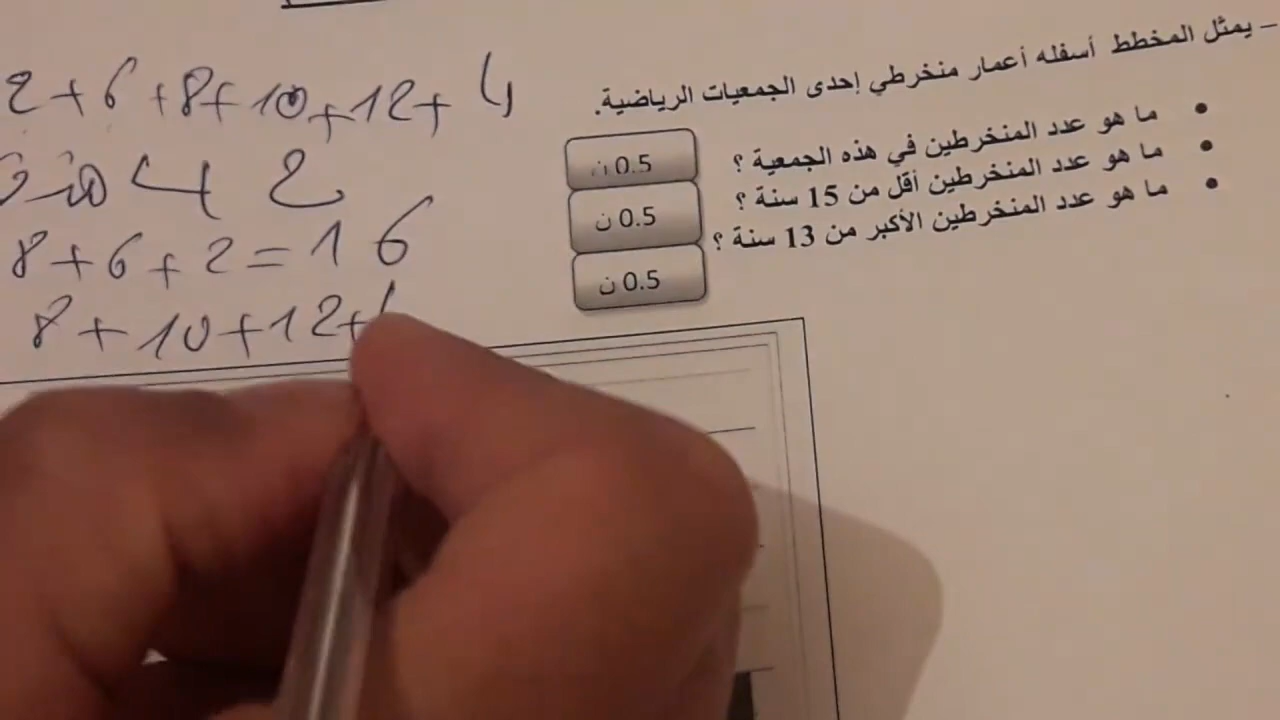 – يمثل المخطط أسفله أعمار منخرطي إحدى الجمعيات الرياضية.
• ما هو عدد المنخرطين في هذه الجمعية ؟
0.5 ن
• ما هو عدد المنخرطين أقل من 15 سنة ؟
0.5 ن
• ما هو عدد المنخرطين الأكبر من 13 سنة ؟
0.5 ن
2+6+8+10+12+4
42
8+6+2=16
8+10+12+